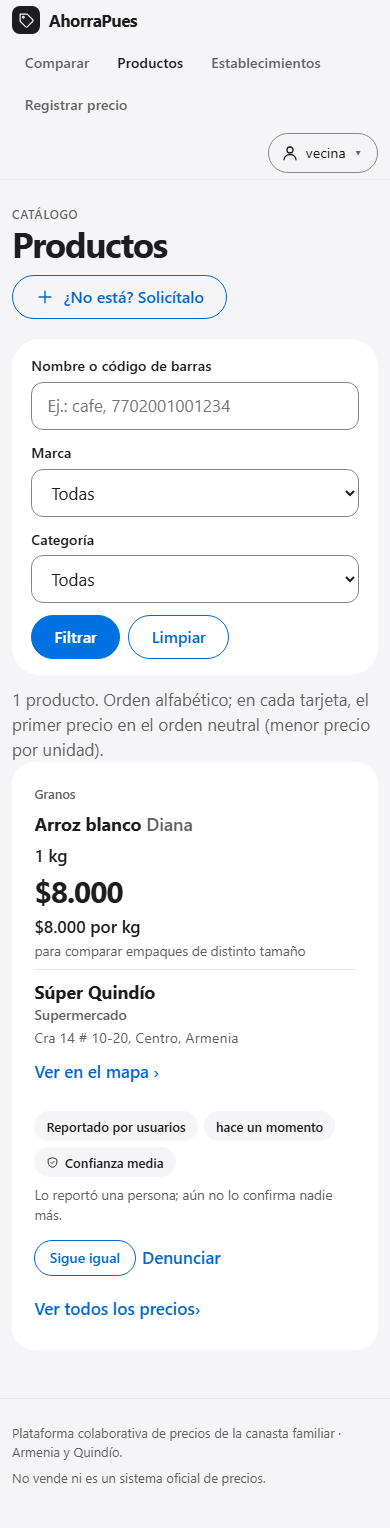 AhorraPues
Comparar Productos Establecimientos
Registrar precio
vecina
CATÁLOGO
Productos
¿No está? Solicítalo
Nombre o código de barras
Ej.: cafe, 7702001001234
Marca
Todas
Categoría
Todas
Filtrar Limpiar
1 producto. Orden alfabético; en cada tarjeta, el
primer precio en el orden neutral (menor precio
por unidad).
Granos
Arroz blanco Diana
1 kg
$8.000
$8.000 por kg
para comparar empaques de distinto tamaño
Súper Quindío
Supermercado
Cra 14 # 10-20, Centro, Armenia
Ver en el mapa ›
Reportado por usuarios hace un momento
Confianza media
Lo reportó una persona; aún no lo confirma nadie
más.
Sigue igual Denunciar
Ver todos los precios›
Plataforma colaborativa de precios de la canasta familiar ·
Armenia y Quindío.
No vende ni es un sistema oficial de precios.